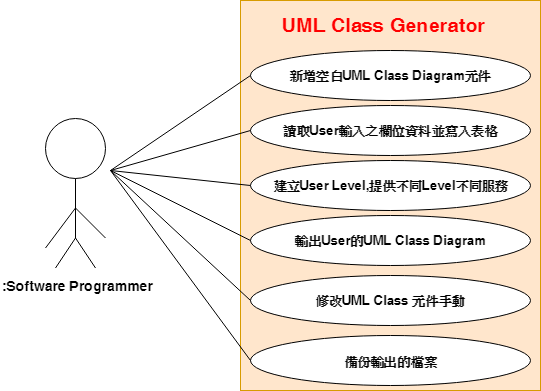 UML Class Generator
新增空白UML Class Diagram元件
讀取User輸入之欄位資料並寫入表格
建立User Level,提供不同Level不同服務
輸出User的UML Class Diagram
:Software Programmer
修改UML Class 元件手動
備份輸出的檔案